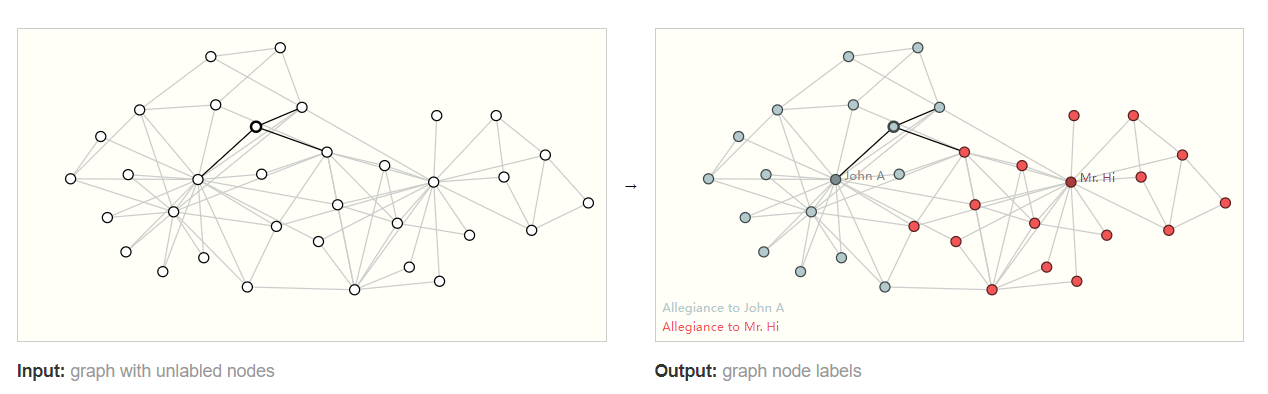 →
John A
Mr. Hi
Allegiance to John A
Allegiance to Mr. Hi
Input: graph with unlabled nodes
Output: graph node labels